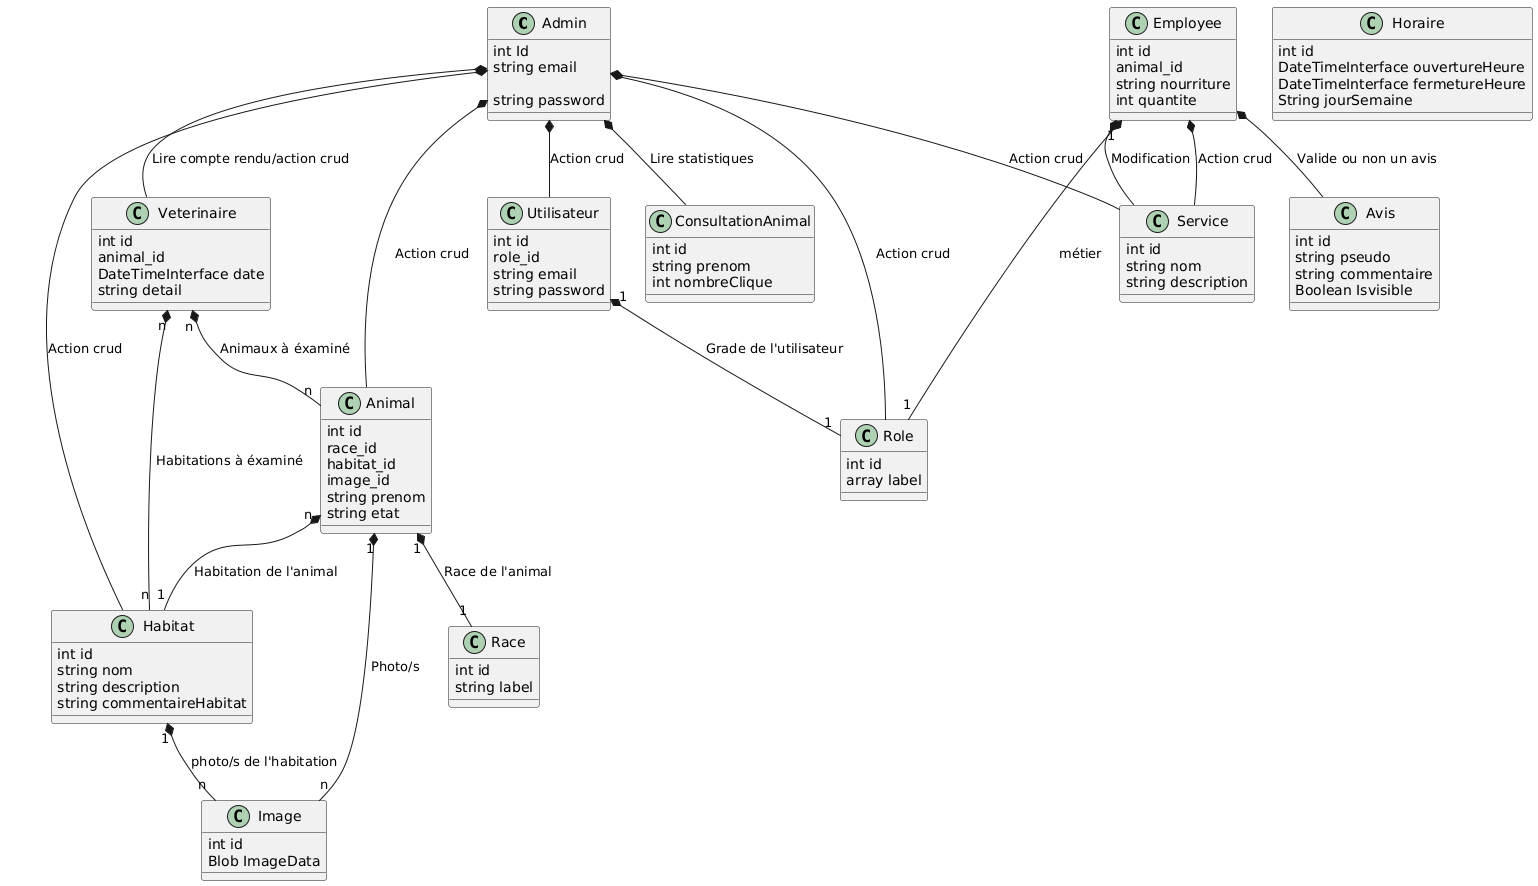 C Admin
int Id
string email
string password
C Employee
int id
animal_id
string nourriture
int quantite
C Horaire
int id
DateTimeInterface ouvertureHeure
DateTimeInterface fermetureHeure
String jourSemaine
1
Lire compte rendu/action crud
Action crud
Lire statistiques
Action crud
Modification
Action crud
Valide ou non un avis
C Veterinaire
int id
animal_id
DateTimeInterface date
string detail
C Utilisateur
int id
role_id
string email
string password
C ConsultationAnimal
int id
string prenom
int nombreClique
C Service
int id
string nom
string description
C Avis
int id
string pseudo
string commentaire
Boolean Isvisible
Action crud
Action crud
métier
1
n
n
Action crud
Animaux à éxaminé
Grade de l'utilisateur
n
1
1
C Animal
int id
race_id
habitat_id
image_id
string prenom
string etat
C Role
int id
array label
Habitations à éxaminé
n
1
1
Habitation de l'animal
Race de l'animal
n
1
1
C Habitat
int id
string nom
string description
string commentaireHabitat
C Race
int id
string label
Photo/s
1
photo/s de l'habitation
n
n
C Image
int id
Blob ImageData